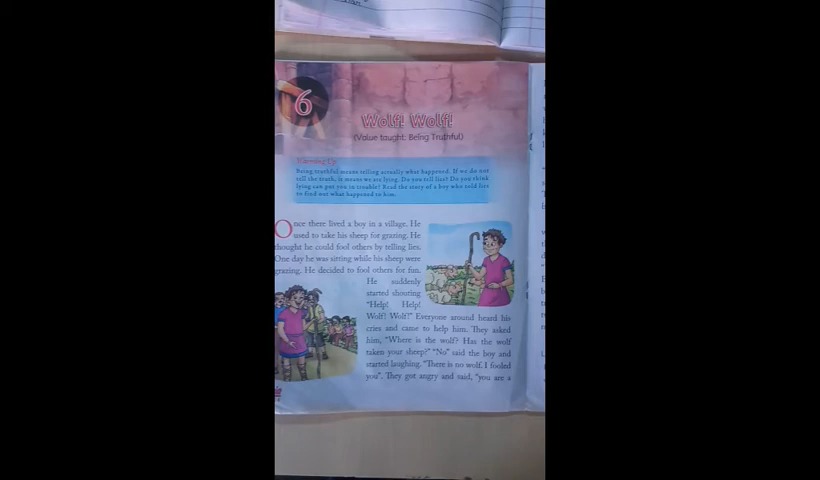 6
Wolf! Wolf!
(Value taught: Being Truthful)
Warming Up
Being truthful means telling actually what happened. If we do not
tell the truth, it means we are lying. Do you tell lies? Do you think
lying can put you in trouble? Read the story of a boy who told lies
to find out what happened to him.
Once there lived a boy in a village. He
used to take his sheep for grazing. He
thought he could fool others by telling lies.
One day he was sitting while his sheep were
grazing. He decided to fool others for fun.
He suddenly
started shouting
"Help! Help!
Wolf! Wolf!" Everyone around heard his
cries and came to help him. They asked
him, "Where is the wolf? Has the wolf
taken your sheep?" "No" said the boy and
started laughing. "There is no wolf. I fooled
you". They got angry and said, "you are a